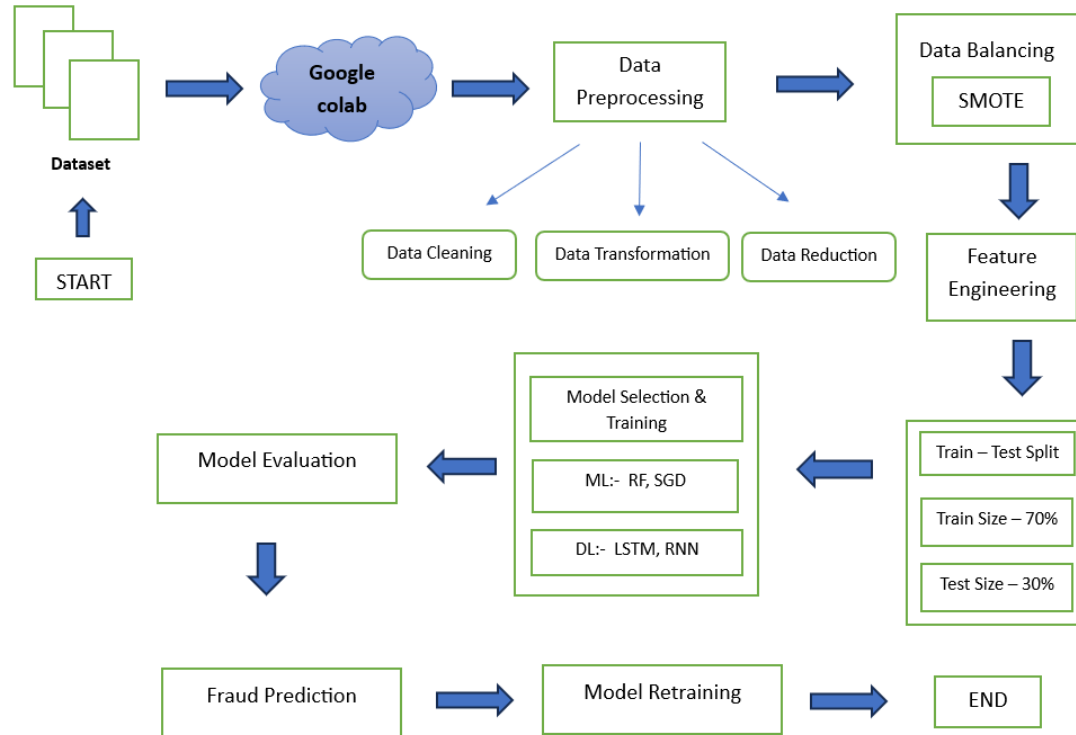 Dataset
START
Google
colab
Data
Preprocessing
Data Cleaning
Data Transformation
Data Reduction
Data Balancing
SMOTE
Feature
Engineering
Train – Test Split
Train Size – 70%
Test Size – 30%
Model Selection &
Training
ML:- RF, SGD
DL:- LSTM, RNN
Model Evaluation
Fraud Prediction
Model Retraining
END